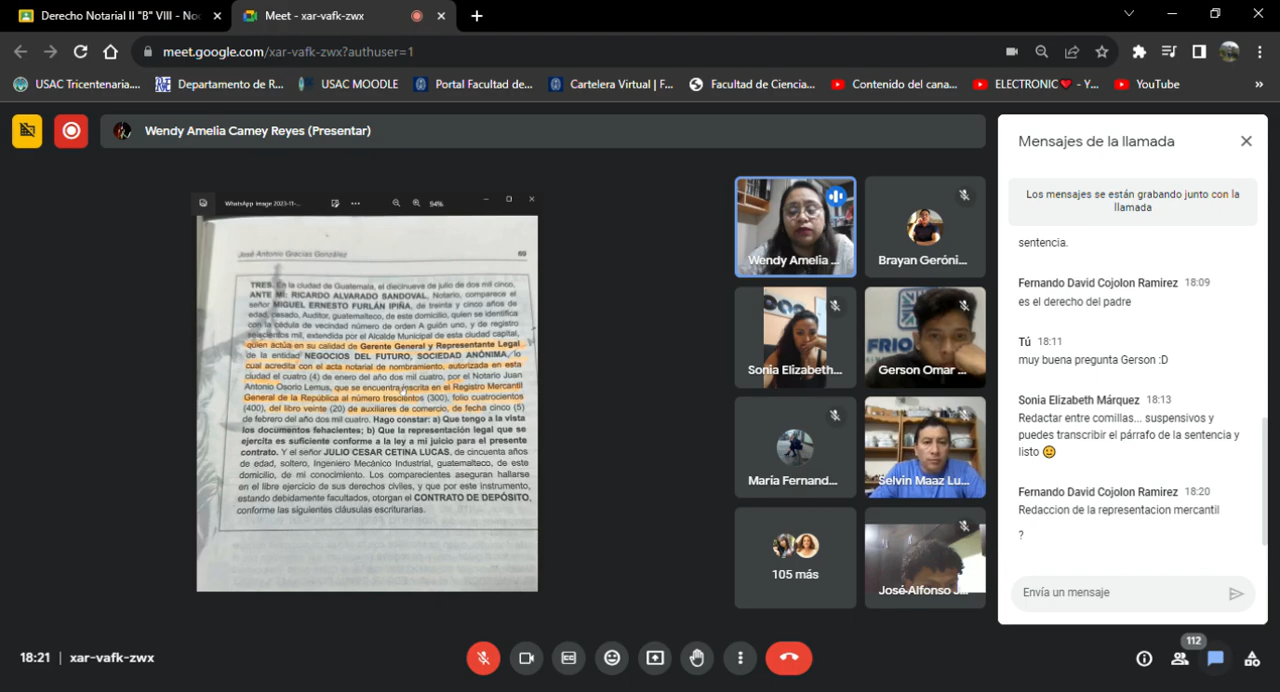 Derecho Notarial II "B" VIII - No
Meet - xar-vafk-zwx
meet.google.com/xar-vafk-zwx?authuser=1
USAC Tricentenaria....
Departamento de R...
USAC MOODLE
Portal Facultad de...
Cartelera Virtual | F...
Facultad de Ciencia...
Contenido del cana...
ELECTRONIC❤️ - Y...
YouTube
»
Wendy Amelia Camey Reyes (Presentar)
WhatsApp Image 2023-11-...
94%
José Antonio Gracias González 69
TRES. En la ciudad de Guatemala, el diecinueve de julio de dos mil cinco,
ANTE MÍ: RICARDO ALVARADO SANDOVAL, Notario, comparece el
señor MIGUEL ERNESTO FURLÁN IPIÑA, de treinta y cinco años de
edad, casado, Auditor, guatemalteco, de este domicilio, quien se identifica
con la cédula de vecindad número de orden A guión uno, y de registro
seiscientos mil, extendida por el Alcalde Municipal de esta ciudad capital,
quien actúa en su calidad de Gerente General y Representante Legal
de la entidad NEGOCIOS DEL FUTURO, SOCIEDAD ANÓNIMA, lo
cual acredita con el acta notarial de nombramiento, autorizada en esta
ciudad el cuatro (4) de enero del año dos mil cuatro, por el Notario Juan
Antonio Osorio Lemus, que se encuentra inscrita en el Registro Mercantil
General de la República al número trescientos (300), folio cuatrocientos
(400), del libro veinte (20) de auxiliares de comercio, de fecha cinco (5)
de febrero del año dos mil cuatro. Hago constar: a) Que tengo a la vista
los documentos fehacientes; b) Que la representación legal que se
ejercita es suficiente conforme a la ley a mi juicio para el presente
contrato. Y el señor JULIO CESAR CETINA LUCAS, de cincuenta años
de edad, soltero, Ingeniero Mecánico Industrial, guatemalteco, de este
domicilio, de mi conocimiento. Los comparecientes aseguran hallarse
en el libre ejercicio de sus derechos civiles, y que por este instrumento,
estando debidamente facultados, otorgan el CONTRATO DE DEPÓSITO,
conforme las siguientes cláusulas escriturarias.
Wendy Amelia ...
Brayan Geróni...
Sonia Elizabeth...
FRIO
Gerson Omar ...
María Fernand...
Selvin Maaz Lu...
105 más
José Alfonso J...
Mensajes de la llamada
Los mensajes se están grabando junto con la
llamada
sentencia.
Fernando David Cojolon Ramirez 18:09
es el derecho del padre
Tú 18:11
muy buena pregunta Gerson :D
Sonia Elizabeth Márquez 18:13
Redactar entre comillas... suspensivos y
puedes transcribir el párrafo de la sentencia y
listo 🙂
Fernando David Cojolon Ramirez 18:20
Redaccion de la representacion mercantil
?
Envía un mensaje
18:21 | xar-vafk-zwx
112